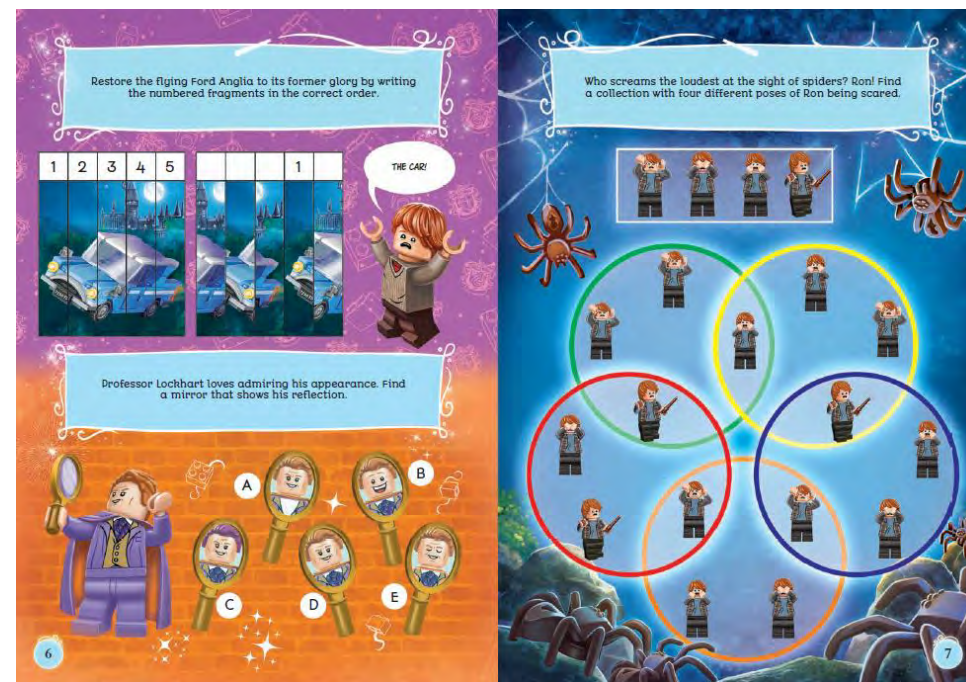 Restore the flying Ford Anglia to its former glory by writing
the numbered fragments in the correct order.
1 2 3 4 5
1
THE CAR!
Professor Lockhart loves admiring his appearance. Find
a mirror that shows his reflection.
A
B
C
D
E
6
Who screams the loudest at the sight of spiders? Ron! Find
a collection with four different poses of Ron being scared.
7